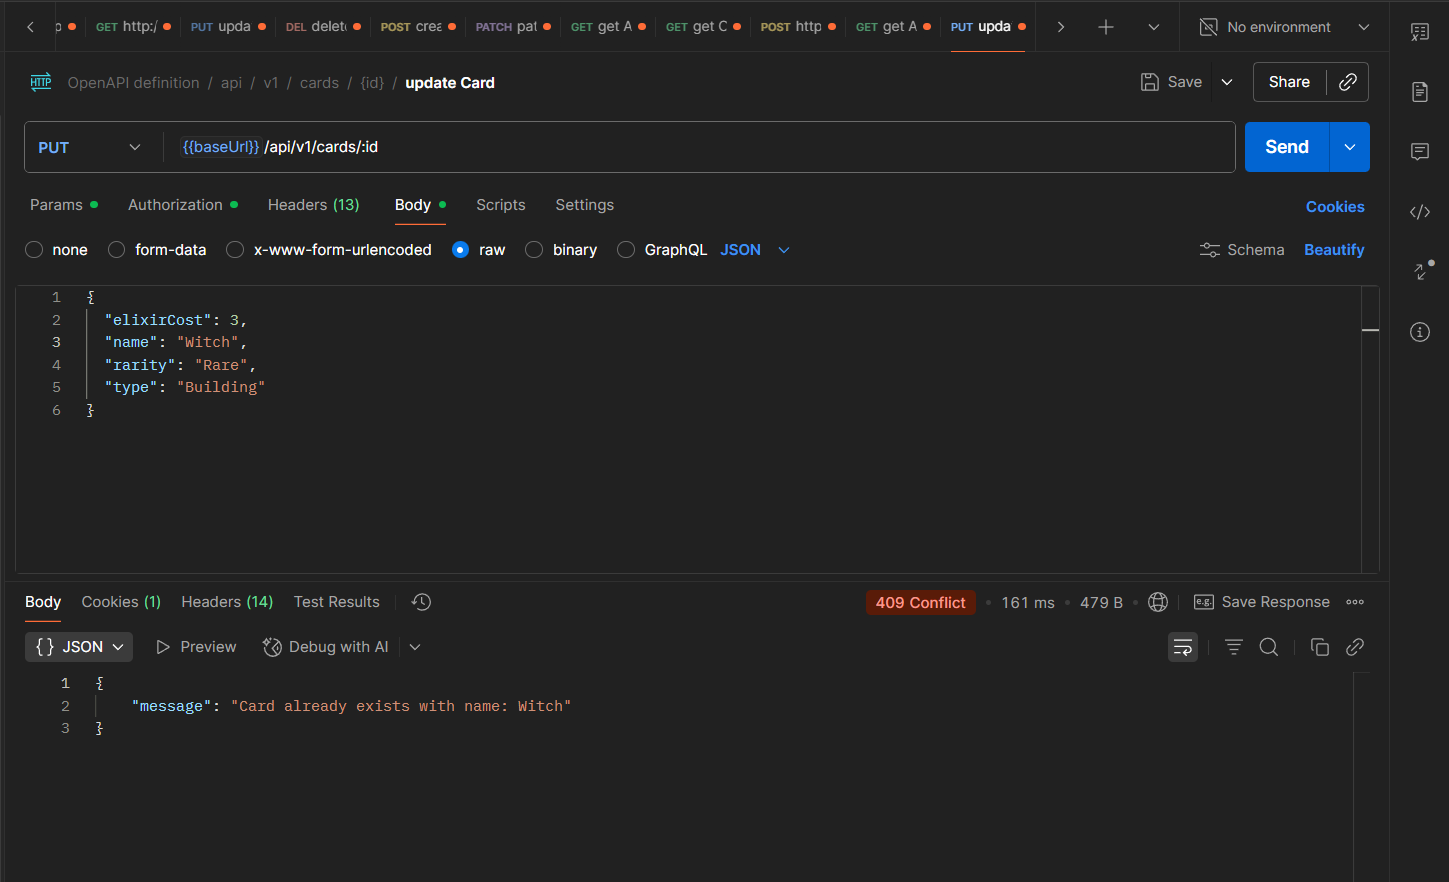 p GET http:/ PUT upda DEL delet POST crea PATCH pat GET get A GET get C POST http GET get A PUT upda No environment
HTTP OpenAPI definition / api / v1 / cards / {id} / update Card Save Share
PUT {{baseUrl}} /api/v1/cards/:id Send
Params Authorization Headers (13) Body Scripts Settings Cookies
none form-data x-www-form-urlencoded raw binary GraphQL JSON Schema Beautify
1 {
2 "elixirCost": 3,
3 "name": "Witch",
4 "rarity": "Rare",
5 "type": "Building"
6 }
Body Cookies (1) Headers (14) Test Results 409 Conflict 161 ms 479 B e.g. Save Response
{} JSON Preview Debug with AI
1 {
2 "message": "Card already exists with name: Witch"
3 }